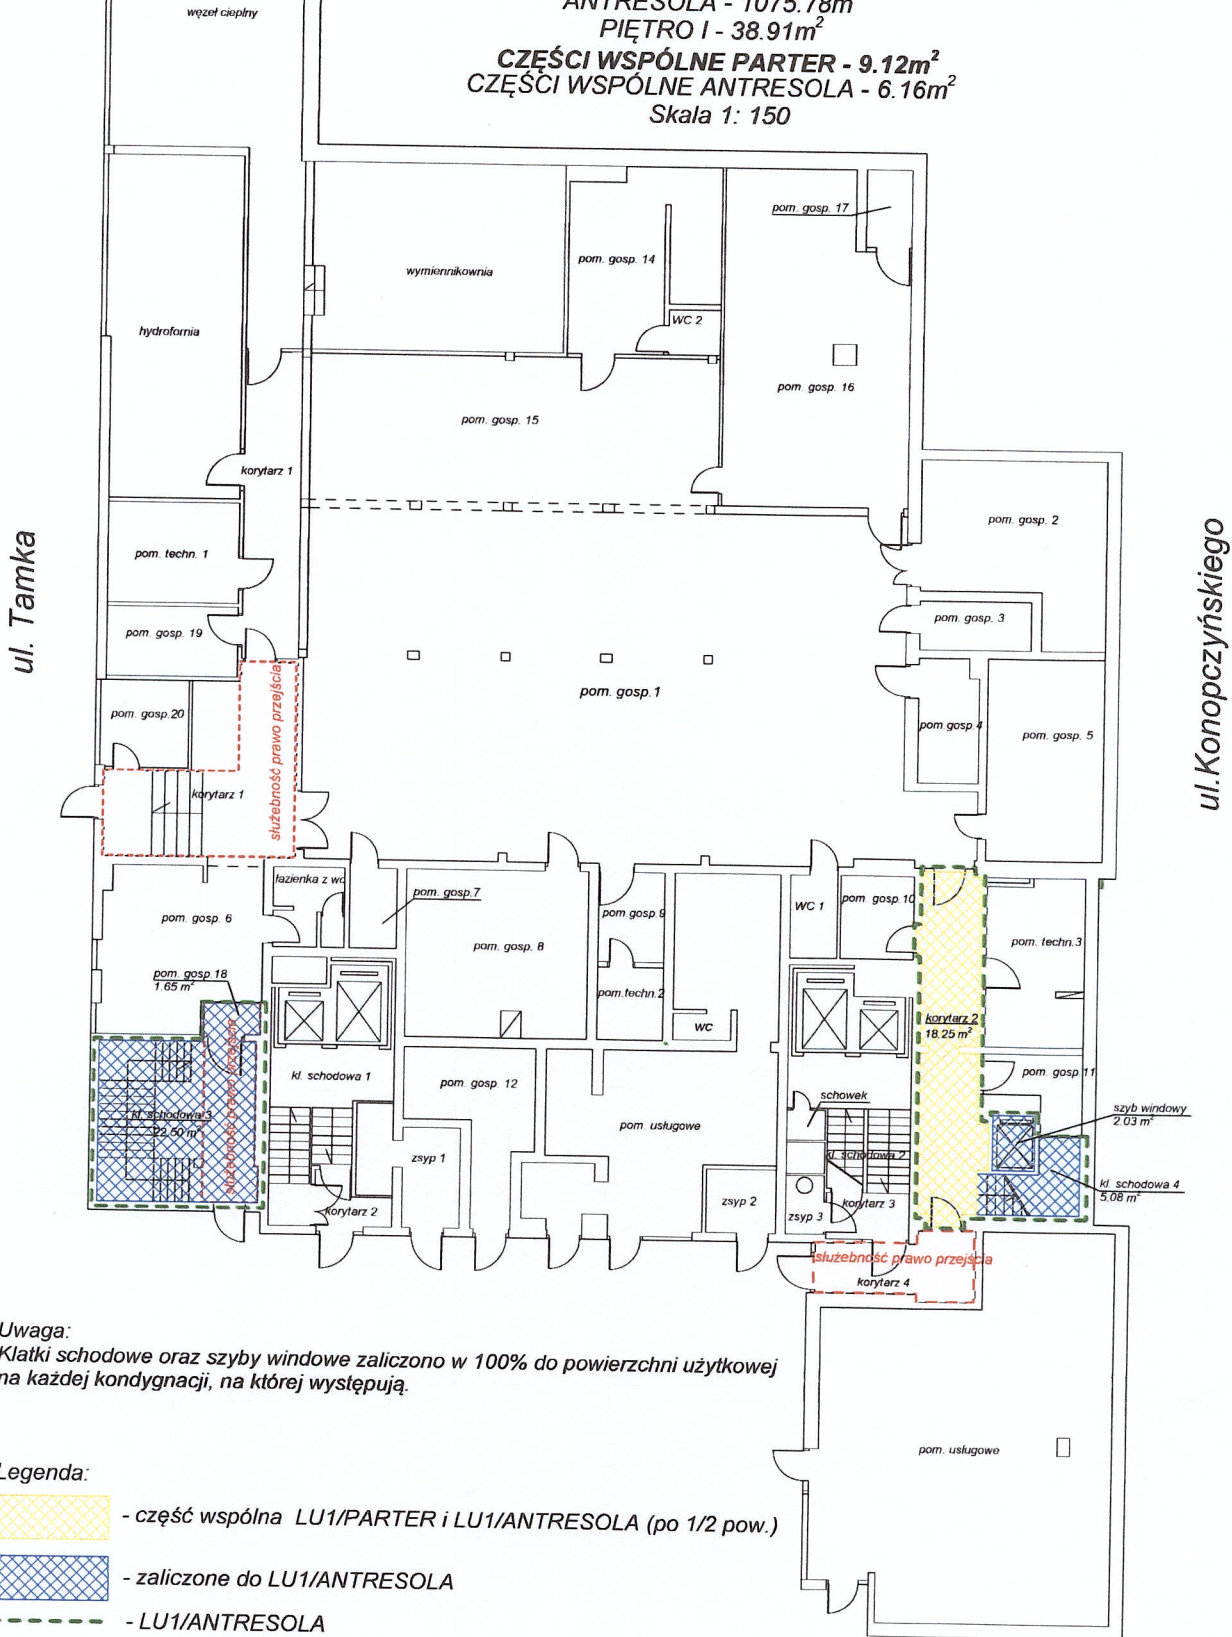 węzeł cieplny
ANTRESOLA - 1075.78m
PIĘTRO I - 38.91m²
CZĘŚCI WSPÓLNE PARTER - 9.12m²
CZĘŚCI WSPÓLNE ANTRESOLA - 6.16m²
Skala 1: 150
pom. gosp. 17
pom. gosp. 14
wymiennikownia
WC 2
hydrofornia
pom. gosp. 16
pom. gosp. 15
korytarz 1
pom. gosp. 2
pom. techn. 1
pom. gosp. 3
pom. gosp. 19
ul. Tamka
ul.Konopczyńskiego
pom. gosp.1
pom. gosp.20
służebność prawo przejścia
pom.gosp.4
pom. gosp. 5
korytarz 1
łazienka z wc
pom. gosp.7
pom. gosp. 6
pom. gosp. 8
pom.gosp.9
WC 1
pom. gosp.10
pom. techn.3
pom. gosp.18
1.65 m²
pom.techn.2
WC
korytarz 2
18.25 m²
kl. schodowa 1
pom. gosp. 12
pom. gosp.11
schowek
szyb windowy
2.03 m²
kl. schodowa 3
22.50 m²
służebność prawo przejścia
pom. usługowe
zsyp 1
kl. schodowa 2
kl. schodowa 4
5,08 m²
korytarz 2
zsyp 2
zsyp 3
korytarz 3
służebność prawo przejścia
korytarz 4
Uwaga:
Klatki schodowe oraz szyby windowe zaliczono w 100% do powierzchni użytkowej
na każdej kondygnacji, na której występują.
pom. usługowe
Legenda:
- część wspólna LU1/PARTER i LU1/ANTRESOLA (po 1/2 pow.)
- zaliczone do LU1/ANTRESOLA
- LU1/ANTRESOLA